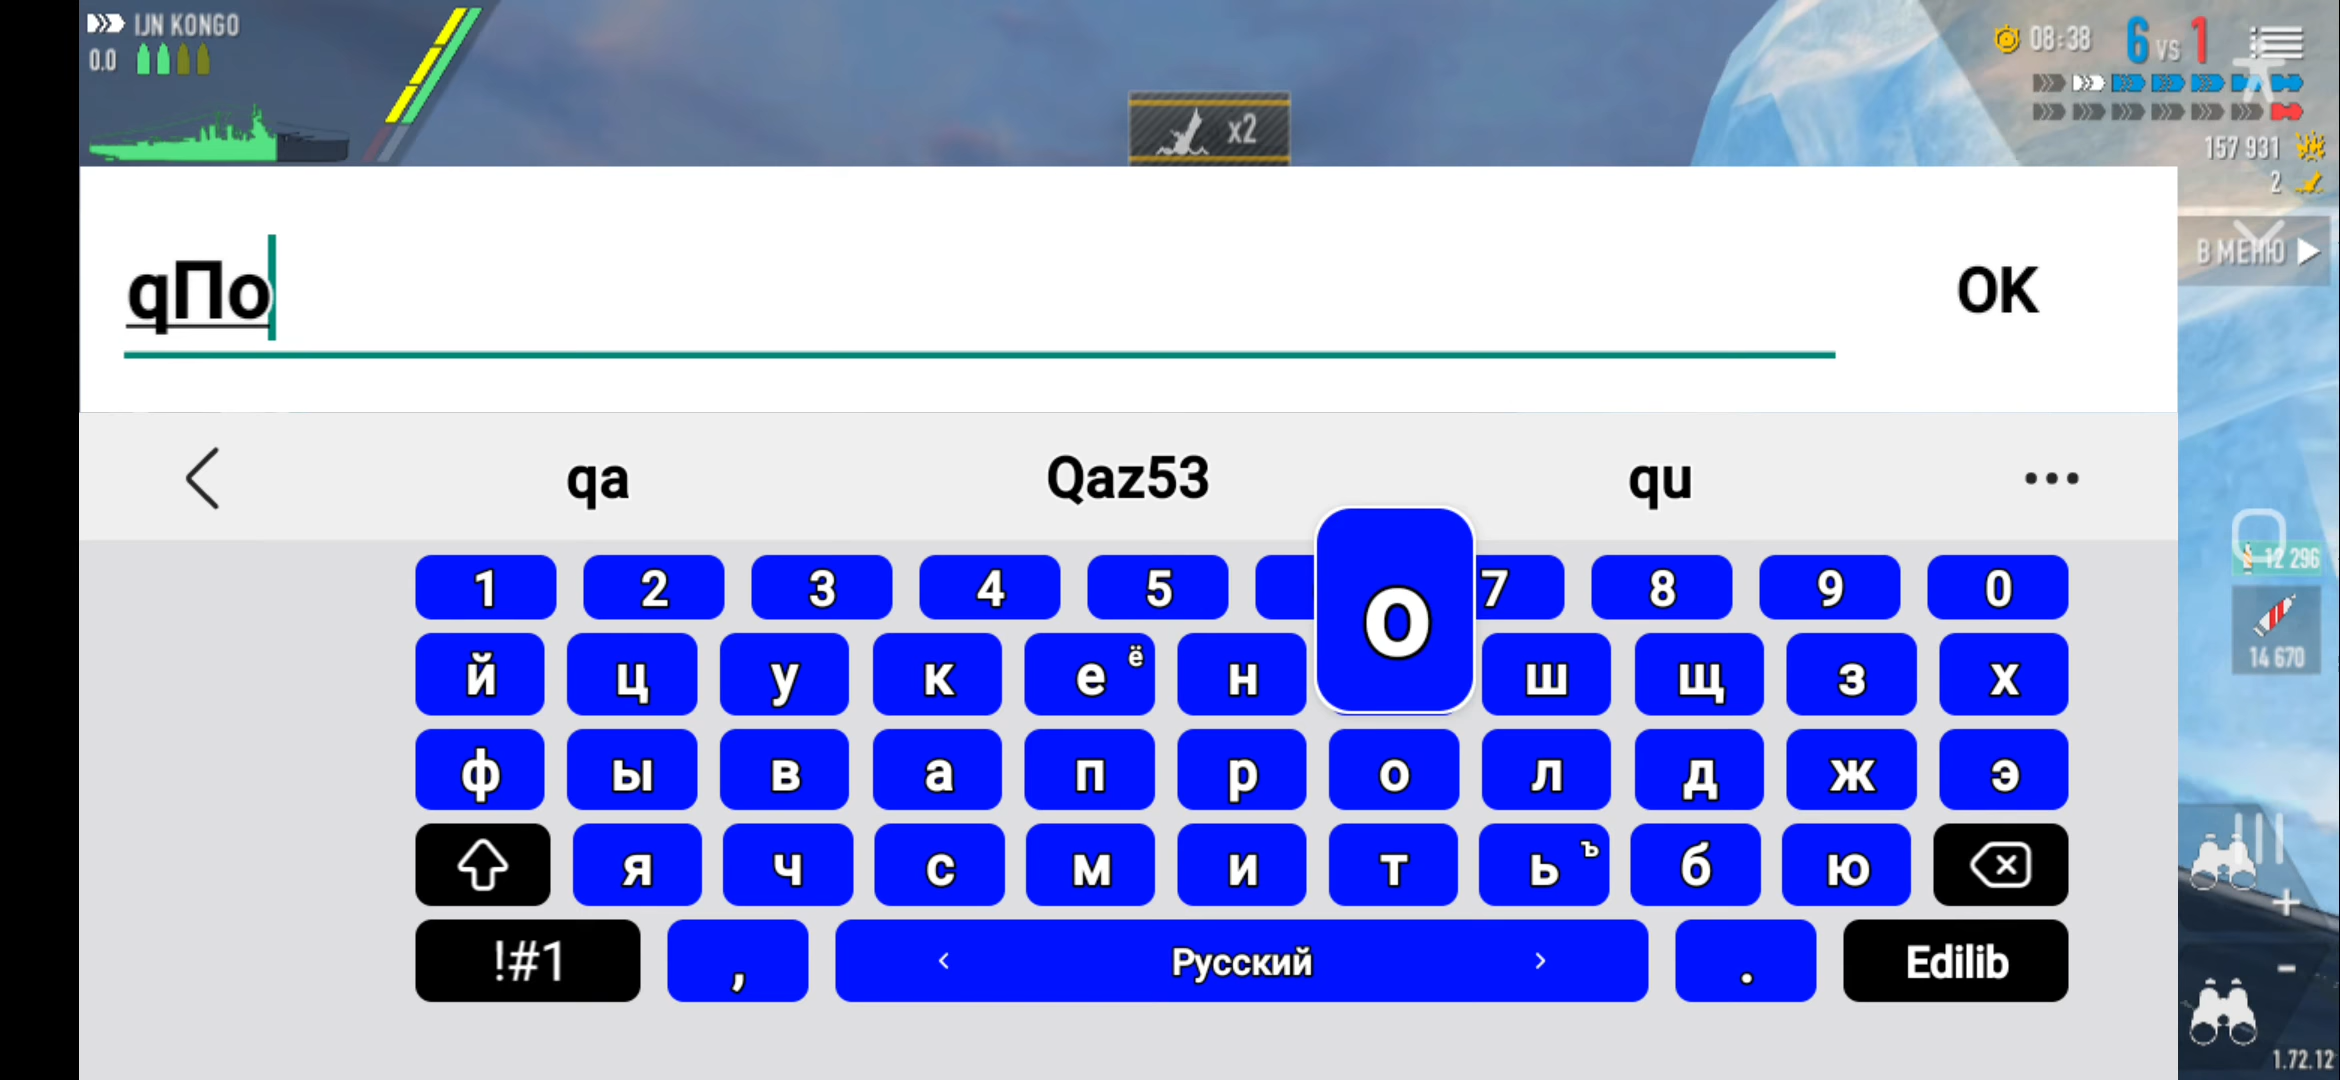 IJN KONGO
0.0
x2
08:38 6 vs 1
157 931
2
В МЕНЮ
qПо
OK
qa Qaz53 qu
1 2 3 4 5 7 8 9 0
й ц у к е ё н ш щ з х
о
ф ы в а п р о л д ж э
я ч с м и т ь ъ б ю
!#1 , < Русский > . Edilib
12 296
14 670
+
-
1.72.12